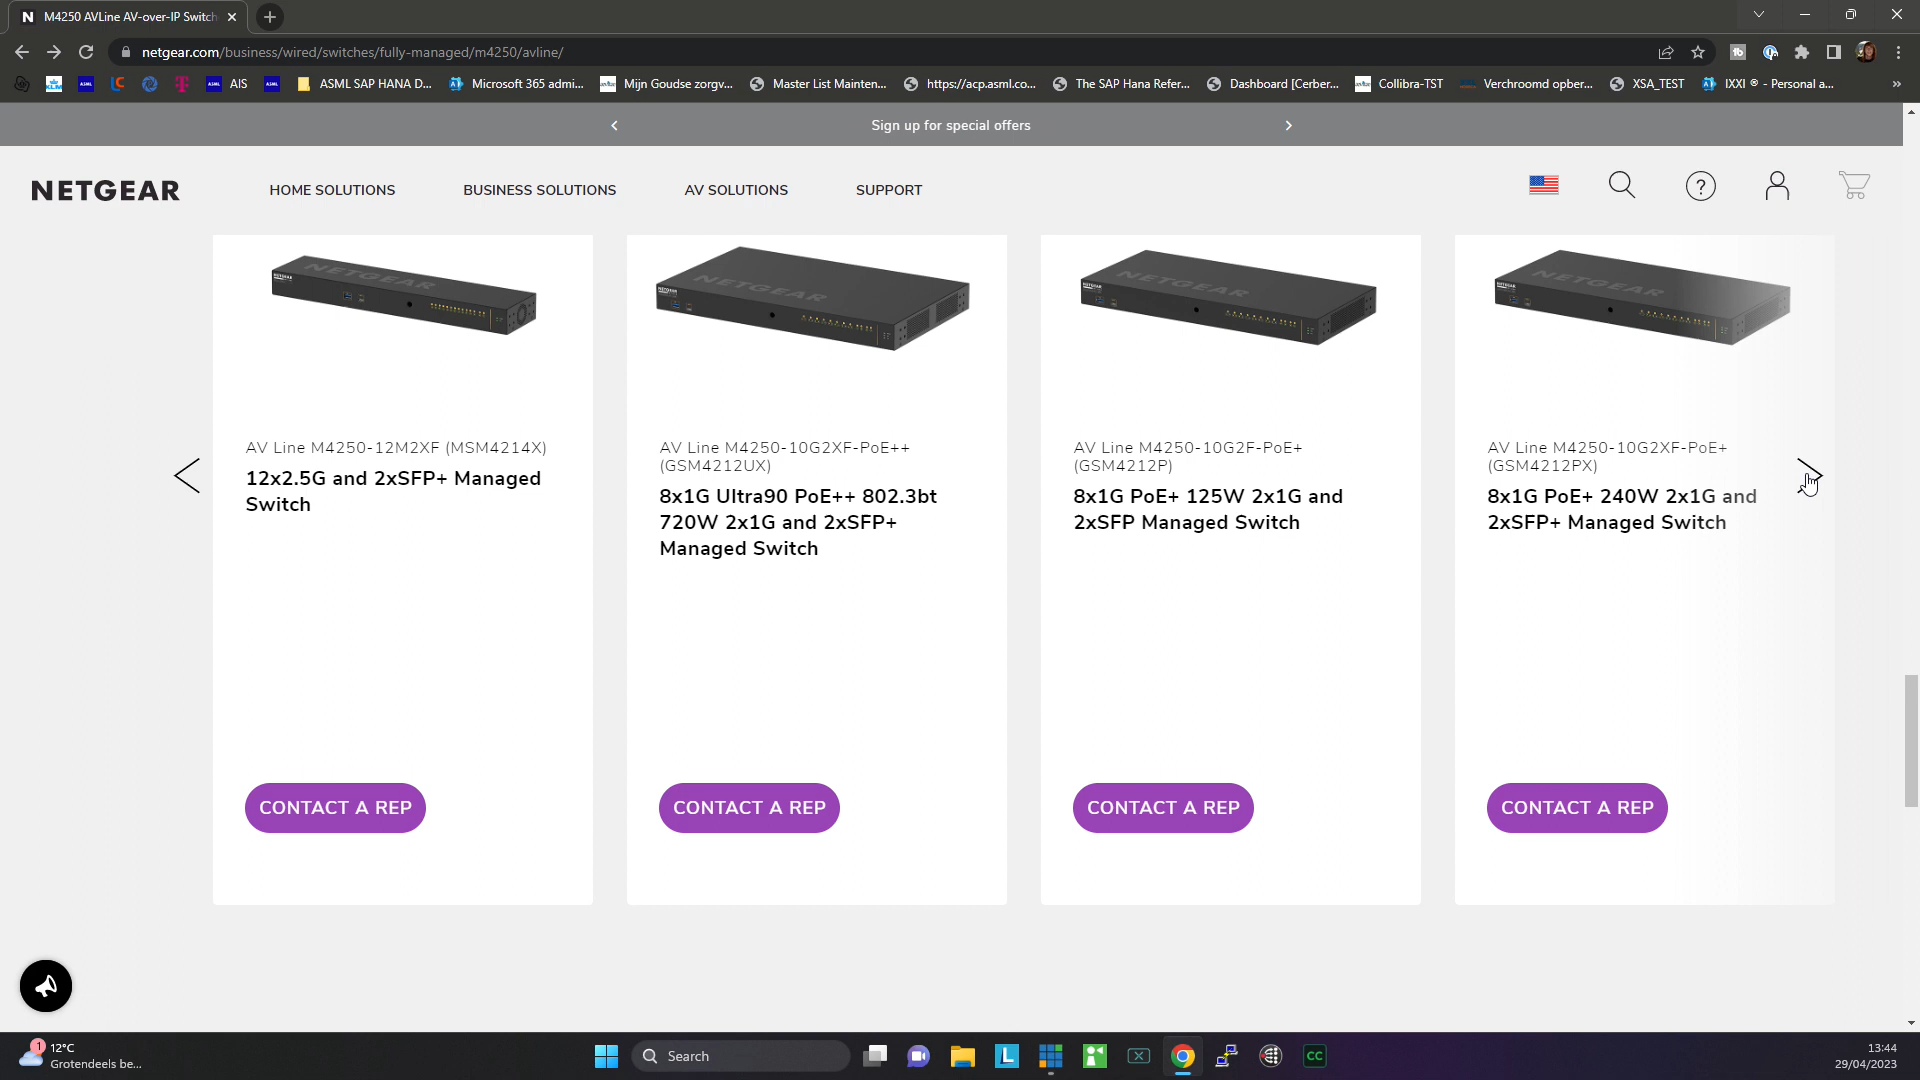 M4250 AVLine AV-over-IP Switch
netgear.com/business/wired/switches/fully-managed/m4250/avline/
AIS
ASML SAP HANA D...
Microsoft 365 admi...
Mijn Goudse zorgv...
Master List Mainten...
https://acp.asml.co...
The SAP Hana Refer...
Dashboard [Cerber...
Collibra-TST
Verchroomd opber...
XSA_TEST
IXXI ® - Personal a...
Sign up for special offers
NETGEAR
HOME SOLUTIONS
BUSINESS SOLUTIONS
AV SOLUTIONS
SUPPORT
AV Line M4250-12M2XF (MSM4214X)
12x2.5G and 2xSFP+ Managed
Switch
CONTACT A REP
AV Line M4250-10G2XF-PoE++
(GSM4212UX)
8x1G Ultra90 PoE++ 802.3bt
720W 2x1G and 2xSFP+
Managed Switch
CONTACT A REP
AV Line M4250-10G2F-PoE+
(GSM4212P)
8x1G PoE+ 125W 2x1G and
2xSFP Managed Switch
CONTACT A REP
AV Line M4250-10G2XF-PoE+
(GSM4212PX)
8x1G PoE+ 240W 2x1G and
2xSFP+ Managed Switch
CONTACT A REP
1
12°C
Grotendeels be...
Search
13:44
29/04/2023